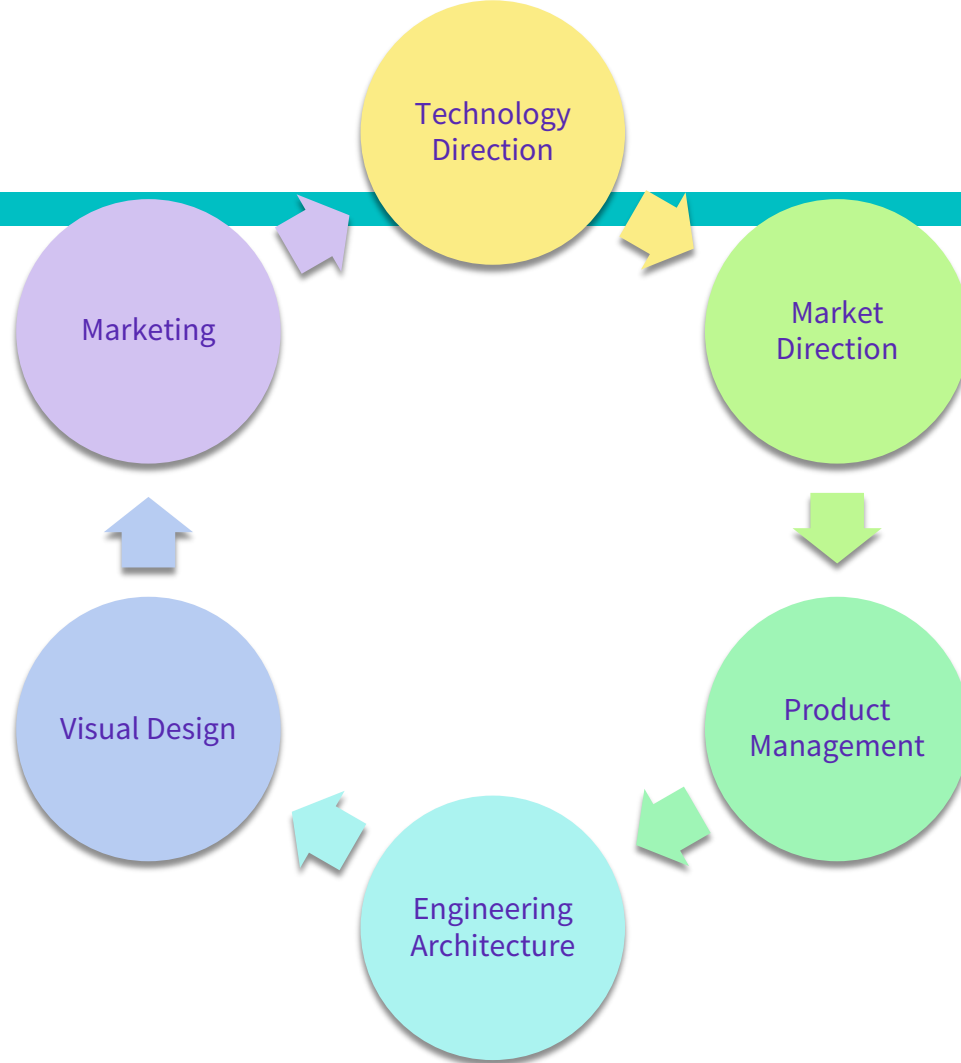 Technology
Direction
Market
Direction
Product
Management
Engineering
Architecture
Visual Design
Marketing